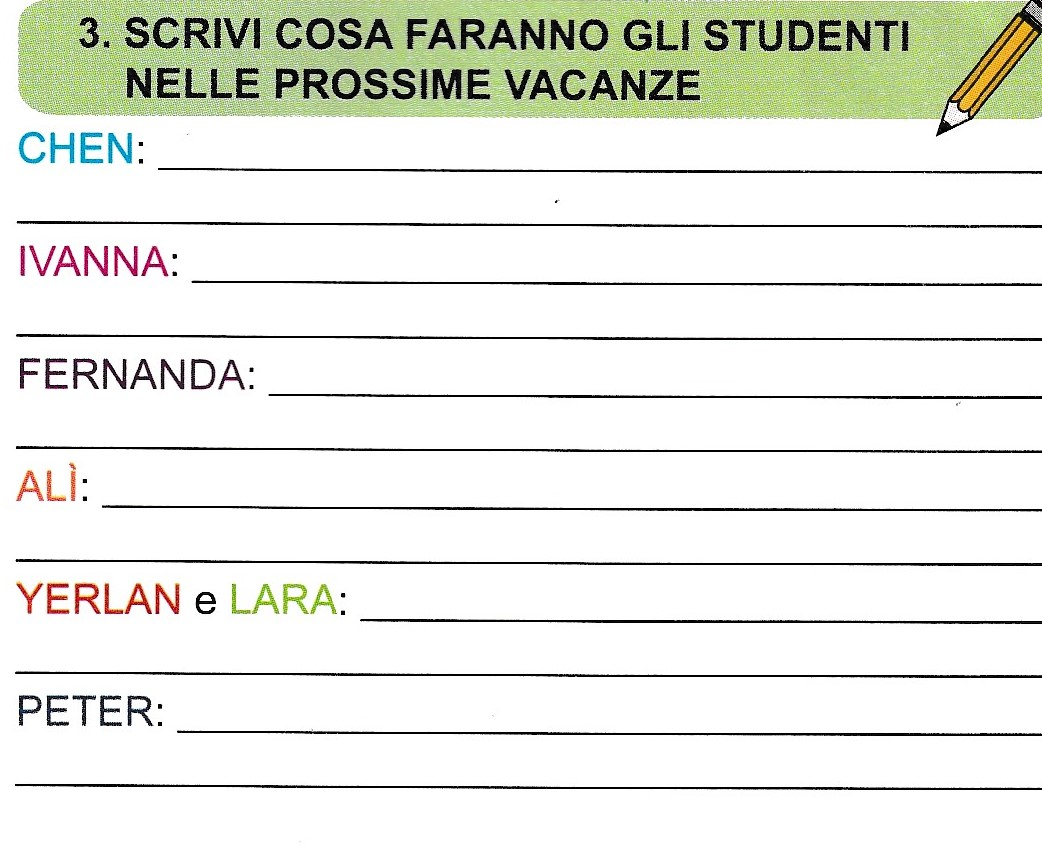 3. SCRIVI COSA FARANNO GLI STUDENTI
NELLE PROSSIME VACANZE
CHEN:
IVANNA:
FERNANDA:
ALÌ:
YERLAN e LARA:
PETER: